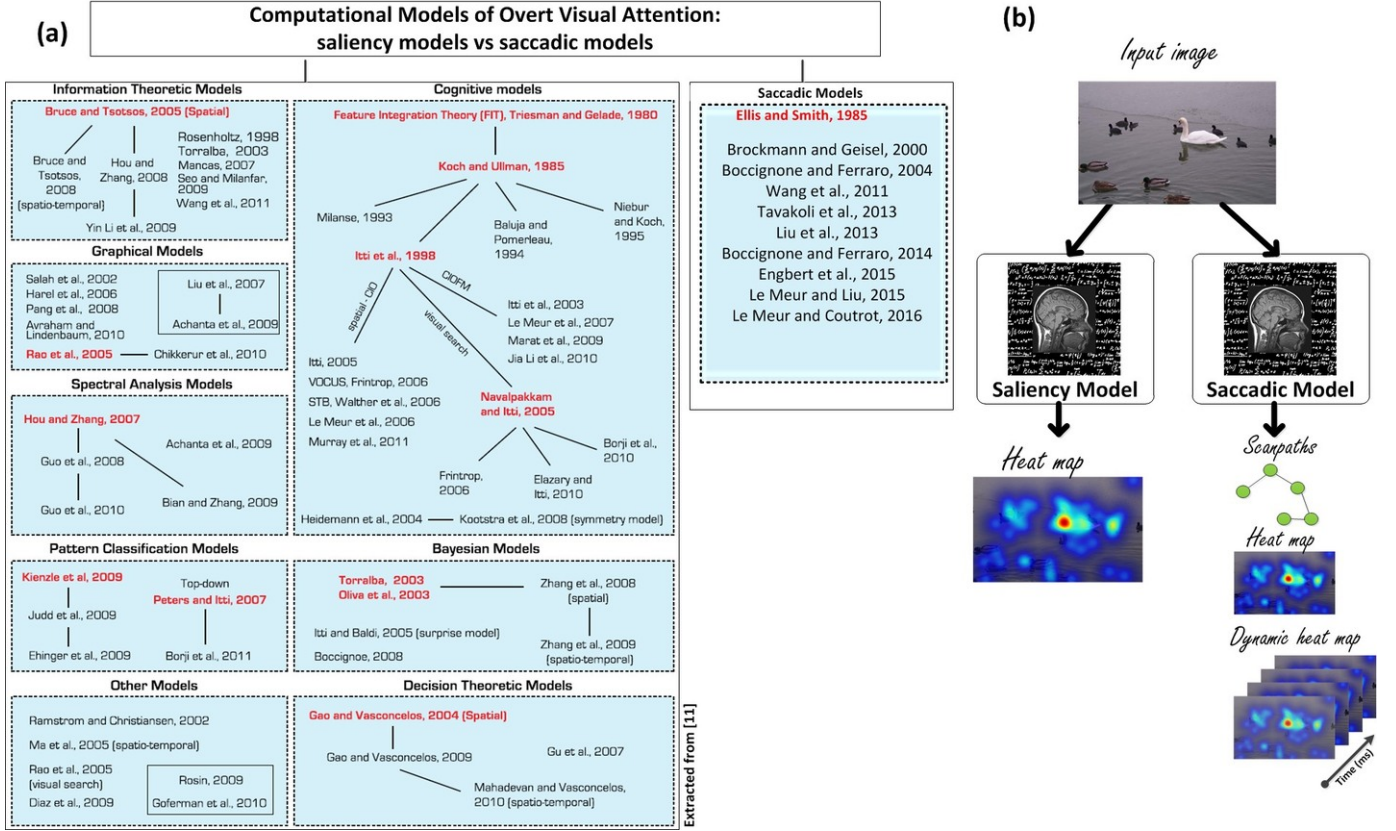 (a)
Computational Models of Overt Visual Attention:
saliency models vs saccadic models
Information Theoretic Models
Bruce and Tsotsos, 2005 (Spatial)
Bruce and
Tsotsos,
2008
(spatio-temporal)
Hou and
Zhang, 2008
Rosenholtz, 1998
Torralba, 2003
Mancas, 2007
Seo and Milanfar,
2009
Wang et al., 2011
Yin Li et al., 2009
Graphical Models
Salah et al., 2002
Harel et al., 2006
Pang et al., 2008
Avraham and
Lindenbaum, 2010
Liu et al., 2007
Achanta et al., 2009
Rao et al., 2005
Chikkerur et al., 2010
Spectral Analysis Models
Hou and Zhang, 2007
Achanta et al., 2009
Guo et al., 2008
Guo et al., 2010
Bian and Zhang, 2009
Pattern Classification Models
Kienzle et al, 2009
Judd et al., 2009
Ehinger et al., 2009
Top-down
Peters and Itti, 2007
Borji et al., 2011
Other Models
Ramstrom and Christiansen, 2002
Ma et al., 2005 (spatio-temporal)
Rao et al., 2005
(visual search)
Diaz et al., 2009
Rosin, 2009
Goferman et al., 2010
Cognitive models
Feature Integration Theory (FIT), Triesman and Gelade, 1980
Koch and Ullman, 1985
Milanse, 1993
Baluja and
Pomerleau,
1994
Niebur
and Koch,
1995
Itti et al., 1998
spatial - CIO
visual search
CIOFM
Itti et al., 2003
Le Meur et al., 2007
Marat et al., 2009
Jia Li et al., 2010
Itti, 2005
VOCUS, Frintrop, 2006
STB, Walther et al., 2006
Le Meur et al., 2006
Murray et al., 2011
Navalpakkam
and Itti, 2005
Frintrop,
2006
Elazary and
Itti, 2010
Borji et al.,
2010
Heidemann et al., 2004
Kootstra et al., 2008 (symmetry model)
Bayesian Models
Torralba, 2003
Oliva et al., 2003
Zhang et al., 2008
(spatial)
Itti and Baldi, 2005 (surprise model)
Boccignoe, 2008
Zhang et al., 2009
(spatio-temporal)
Decision Theoretic Models
Gao and Vasconcelos, 2004 (Spatial)
Gao and Vasconcelos, 2009
Gu et al., 2007
Mahadevan and Vasconcelos,
2010 (spatio-temporal)
Extracted from [11]
Saccadic Models
Ellis and Smith, 1985
Brockmann and Geisel, 2000
Boccignone and Ferraro, 2004
Wang et al., 2011
Tavakoli et al., 2013
Liu et al., 2013
Boccignone and Ferraro, 2014
Engbert et al., 2015
Le Meur and Liu, 2015
Le Meur and Coutrot, 2016
(b)
Input image
Saliency Model
Saccadic Model
Heat map
Scanpaths
Heat map
Dynamic heat map
Time (ms)